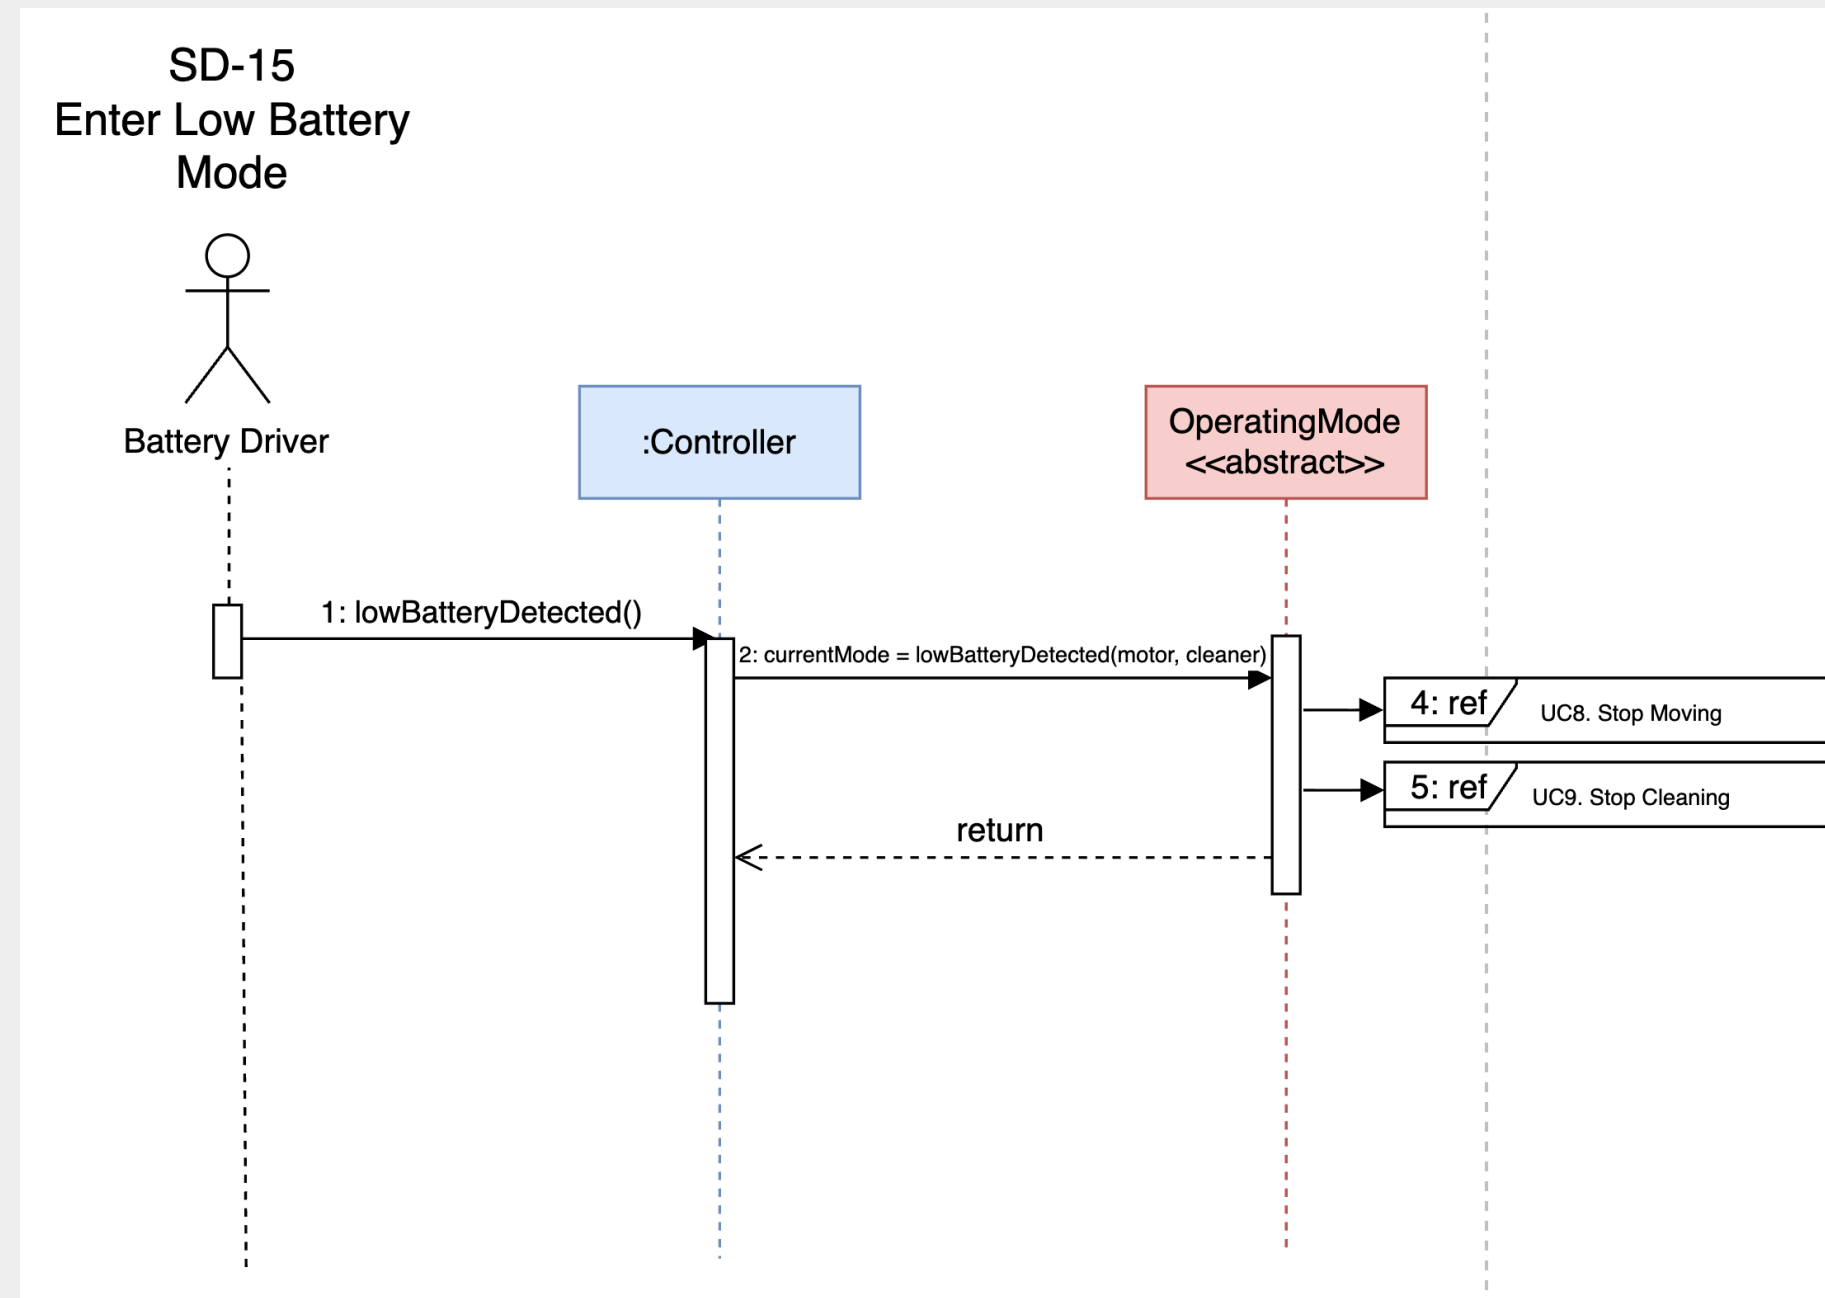 SD-15
Enter Low Battery
Mode
Battery Driver
:Controller
OperatingMode
<<abstract>>
1: lowBatteryDetected()
2: currentMode = lowBatteryDetected(motor, cleaner)
4: ref
UC8. Stop Moving
5: ref
UC9. Stop Cleaning
return